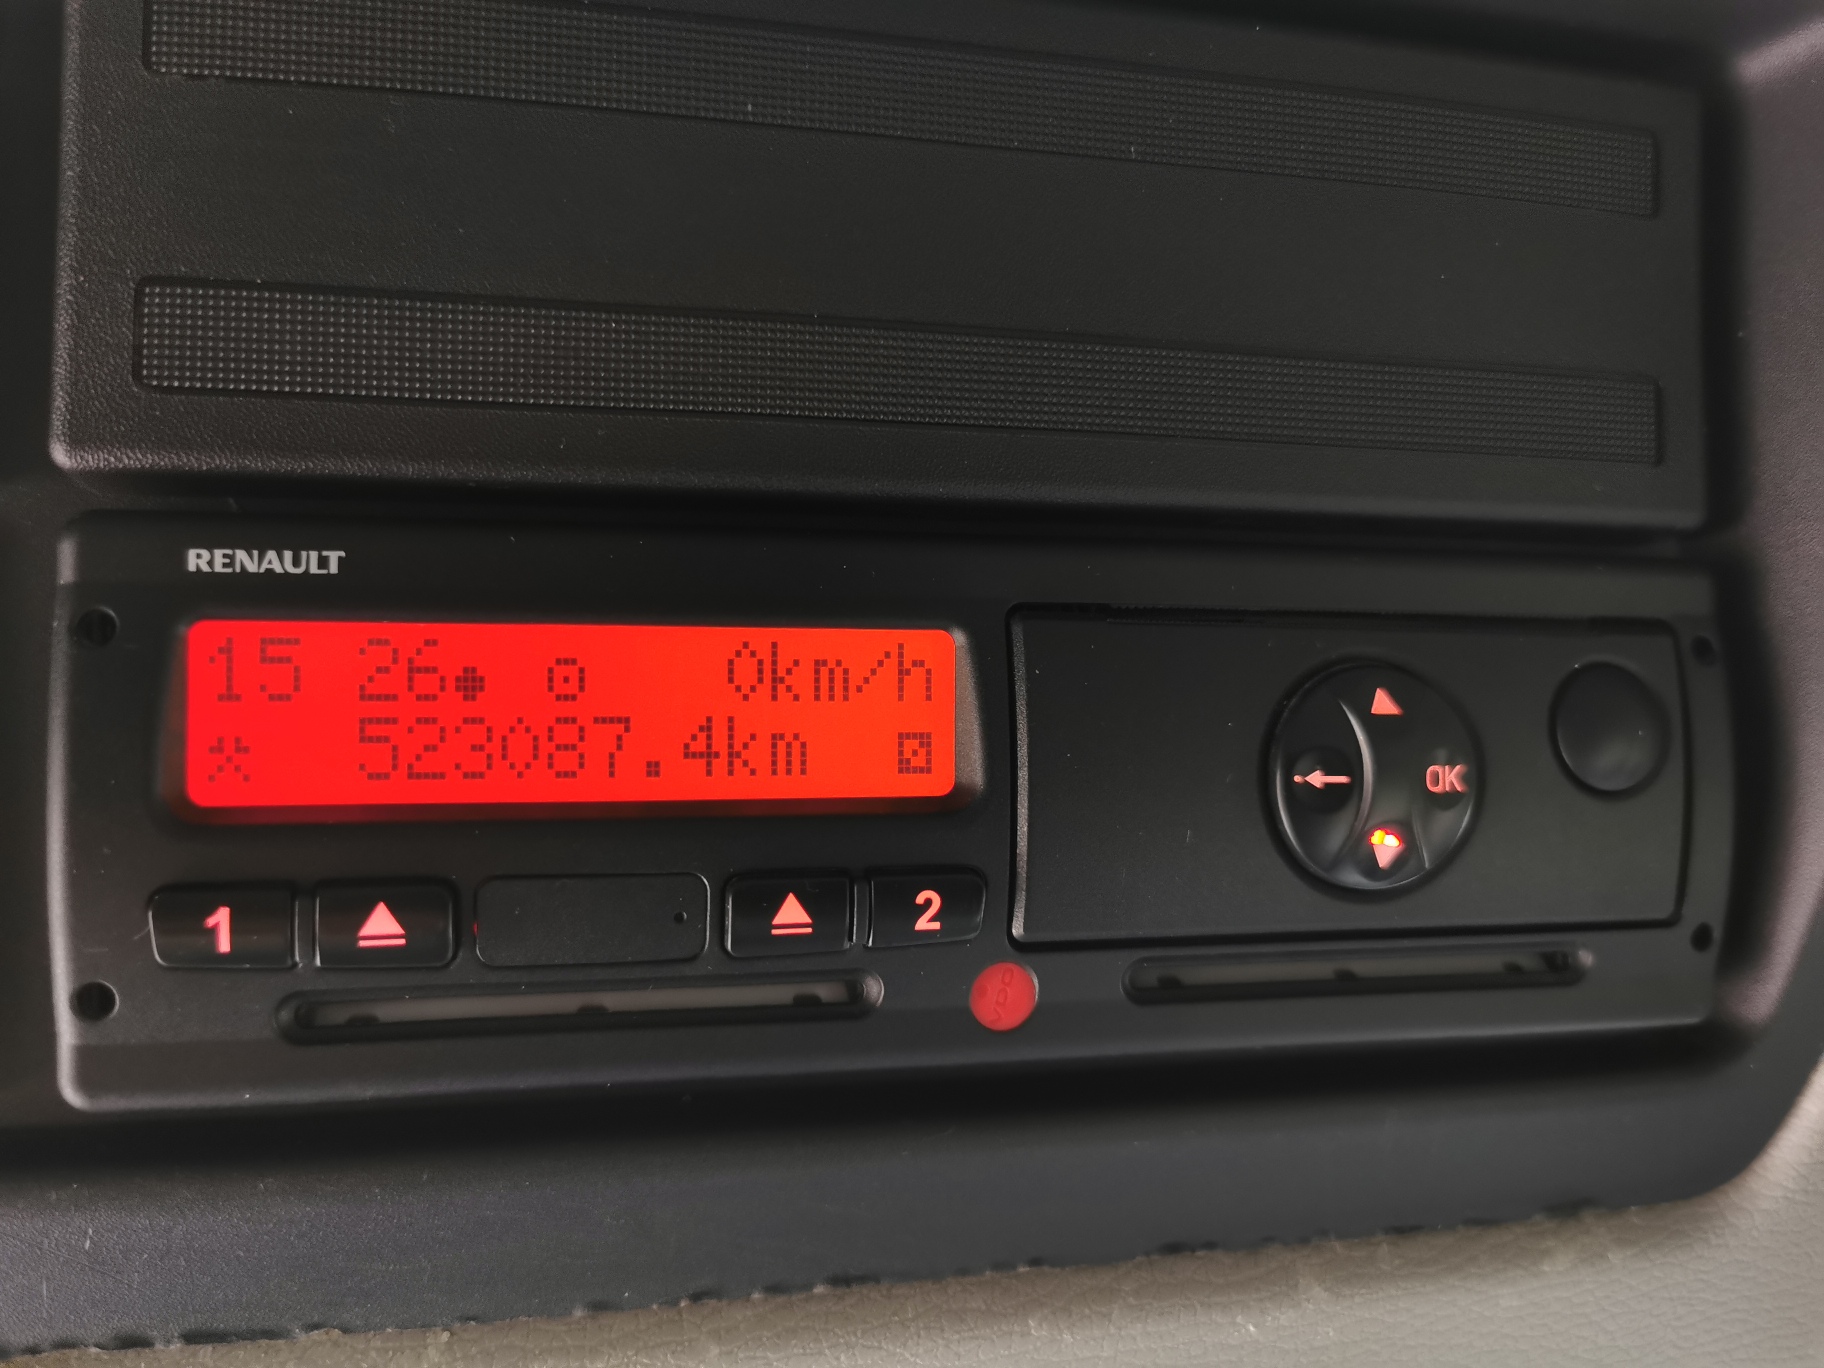 RENAULT
15 26 0km/h
523087.4km
OK
1 2
VDO